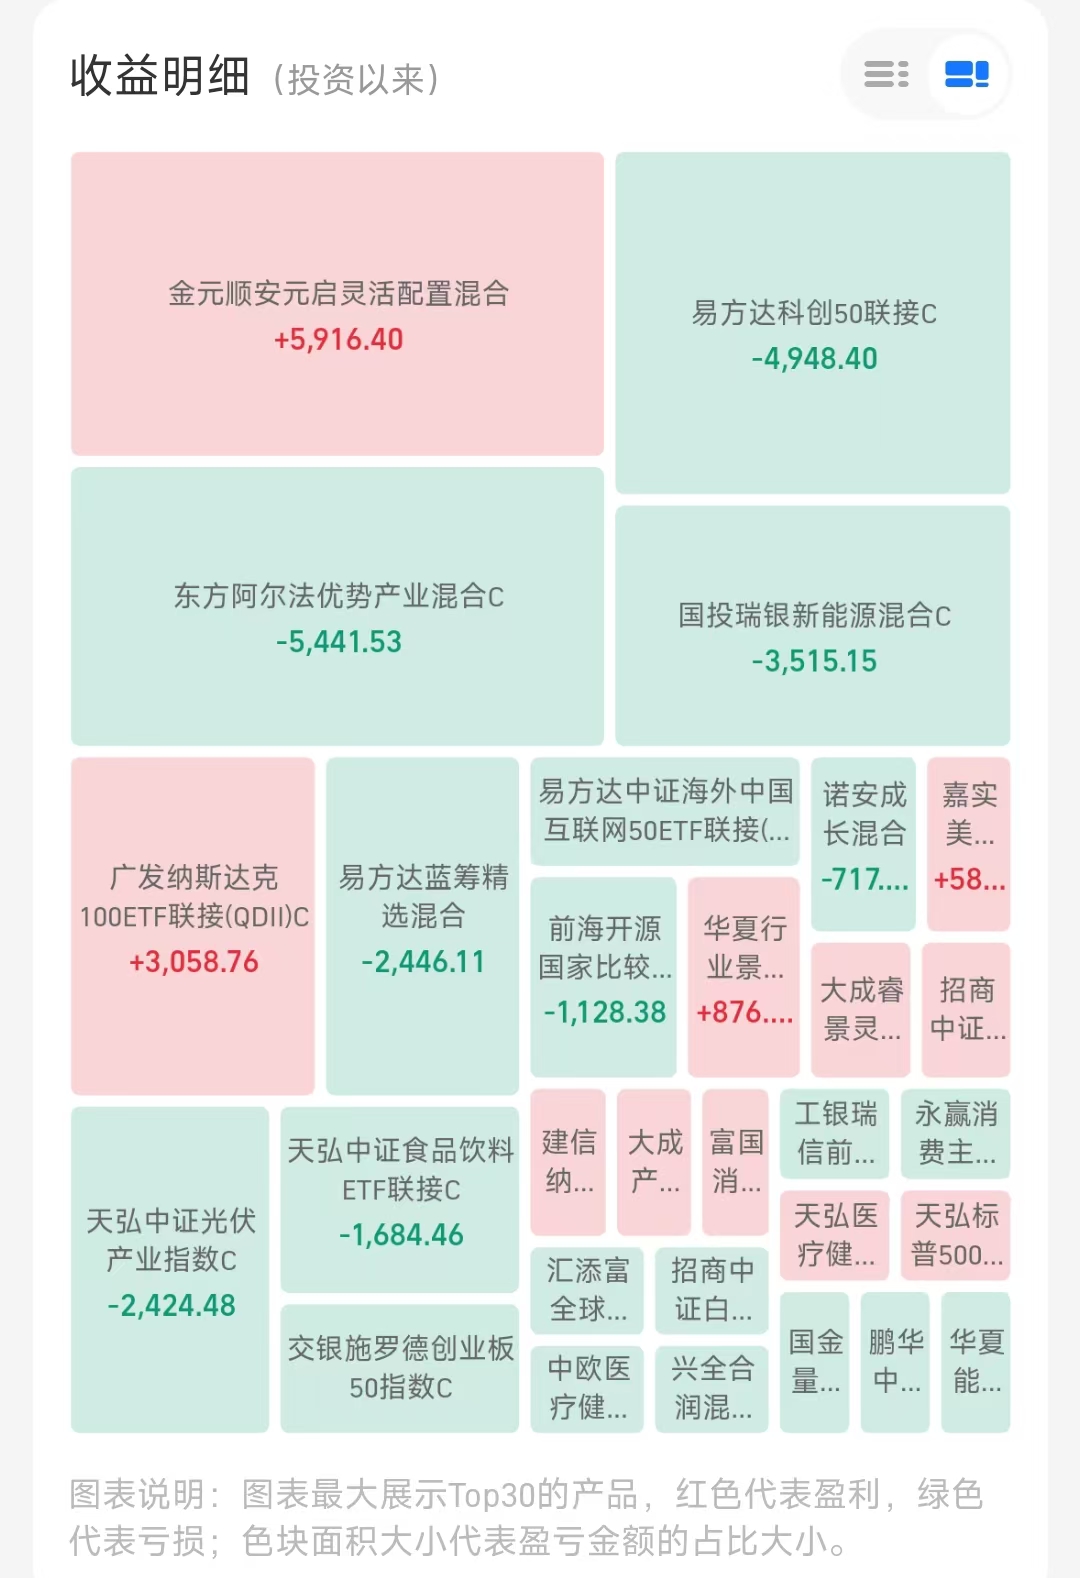 收益明细（投资以来）
金元顺安元启灵活配置混合
+5,916.40
易方达科创50联接C
-4,948.40
东方阿尔法优势产业混合C
-5,441.53
国投瑞银新能源混合C
-3,515.15
广发纳斯达克
100ETF联接(QDII)C
+3,058.76
易方达蓝筹精
选混合
-2,446.11
易方达中证海外中国
互联网50ETF联接(...
诺安成
长混合
-717....
嘉实
美...
+58...
前海开源
国家比较...
-1,128.38
华夏行
业景...
+876....
大成睿
景灵...
招商
中证...
天弘中证光伏
产业指数C
-2,424.48
天弘中证食品饮料
ETF联接C
-1,684.46
交银施罗德创业板
50指数C
建信
纳...
大成
产...
富国
消...
工银瑞
信前...
永赢消
费主...
天弘医
疗健...
天弘标
普500...
汇添富
全球...
招商中
证白...
中欧医
疗健...
兴全合
润混...
国金
量...
鹏华
中...
华夏
能...
图表说明：图表最大展示Top30的产品，红色代表盈利，绿色
代表亏损；色块面积大小代表盈亏金额的占比大小。